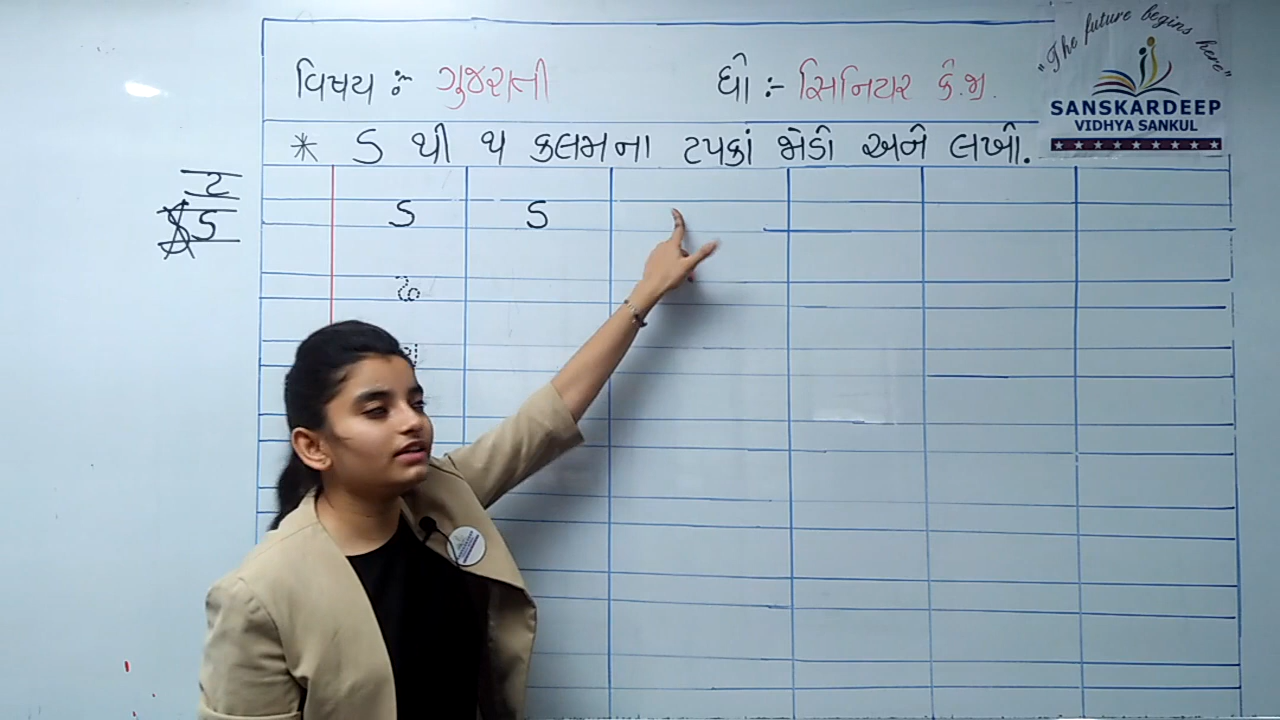 "The future begins here"
SANSKARDEEP
VIDHYA SANKUL
વિષય :- ગુજરાતી ધો :- સિનિયર કે.જી.
* ડ થી થ કલમના ટપકાં જોડો અને લખો.
ટ
ડ
ડ ડ
ઢ